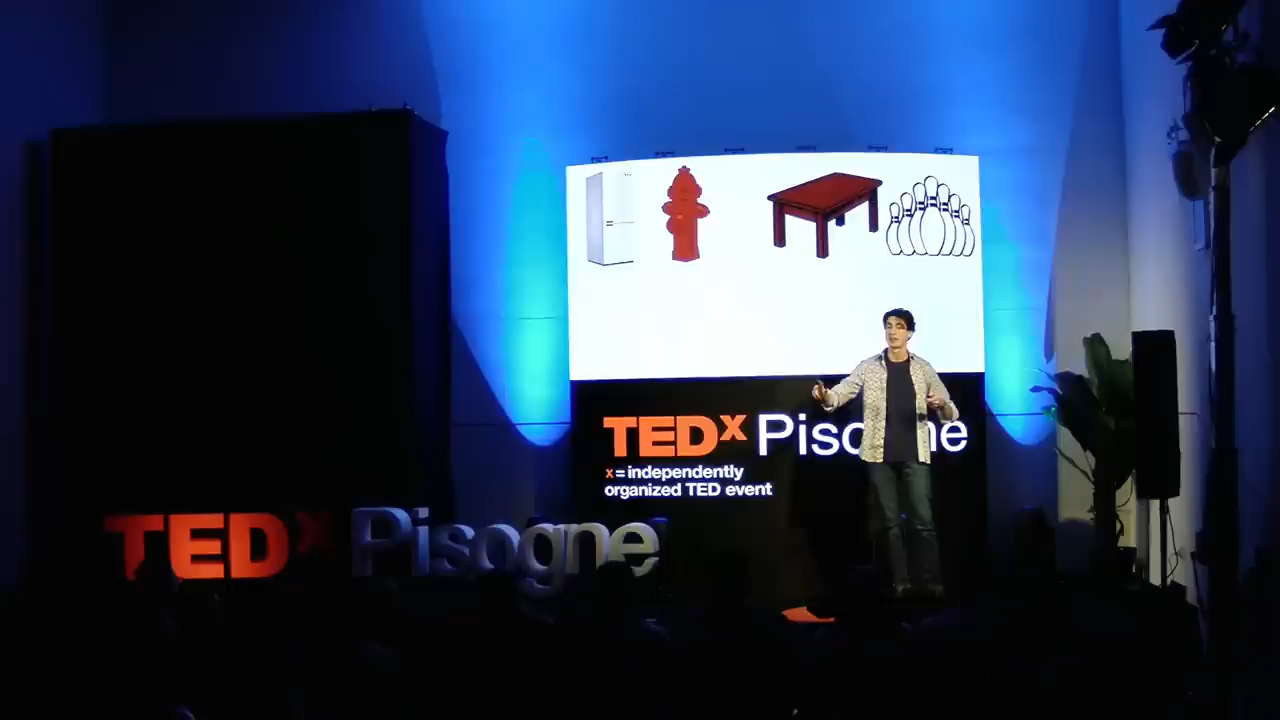 TEDx Pisogne
x = independently
organized TED event
TEDx Pisogne